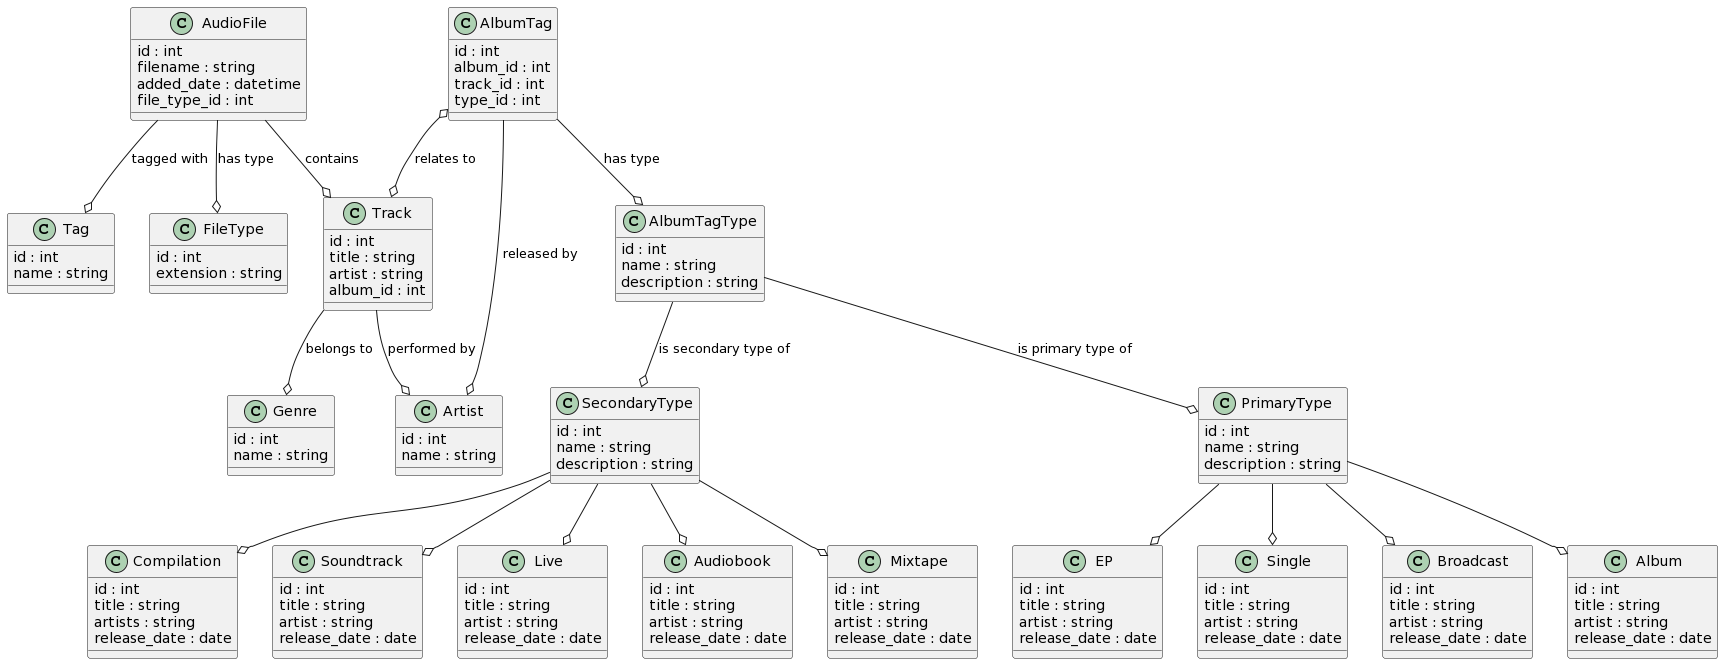 C AudioFile
id : int
filename : string
added_date : datetime
file_type_id : int
C AlbumTag
id : int
album_id : int
track_id : int
type_id : int
tagged with
has type
contains
relates to
has type
C Tag
id : int
name : string
C FileType
id : int
extension : string
C Track
id : int
title : string
artist : string
album_id : int
released by
C AlbumTagType
id : int
name : string
description : string
belongs to
performed by
is secondary type of
is primary type of
C Genre
id : int
name : string
C Artist
id : int
name : string
C SecondaryType
id : int
name : string
description : string
C PrimaryType
id : int
name : string
description : string
C Compilation
id : int
title : string
artists : string
release_date : date
C Soundtrack
id : int
title : string
artist : string
release_date : date
C Live
id : int
title : string
artist : string
release_date : date
C Audiobook
id : int
title : string
artist : string
release_date : date
C Mixtape
id : int
title : string
artist : string
release_date : date
C EP
id : int
title : string
artist : string
release_date : date
C Single
id : int
title : string
artist : string
release_date : date
C Broadcast
id : int
title : string
artist : string
release_date : date
C Album
id : int
title : string
artist : string
release_date : date